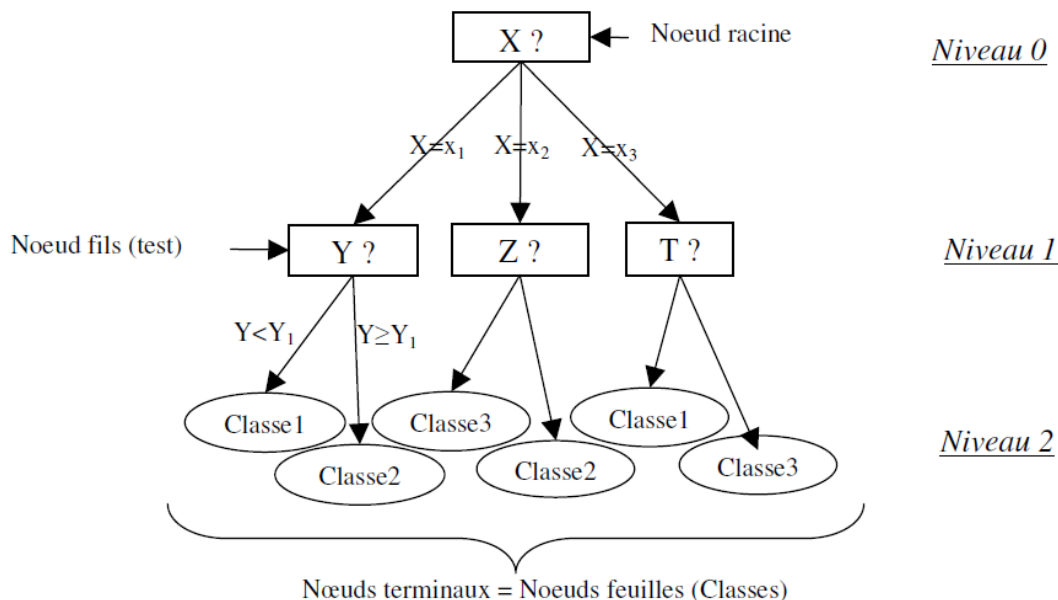 X ?
Noeud racine
Niveau 0
X=x1
X=x2
X=x3
Noeud fils (test)
Y ?
Z ?
T ?
Niveau 1
Y<Y1
Y≥Y1
Classe1
Classe3
Classe1
Niveau 2
Classe2
Classe2
Classe3
Nœuds terminaux = Noeuds feuilles (Classes)